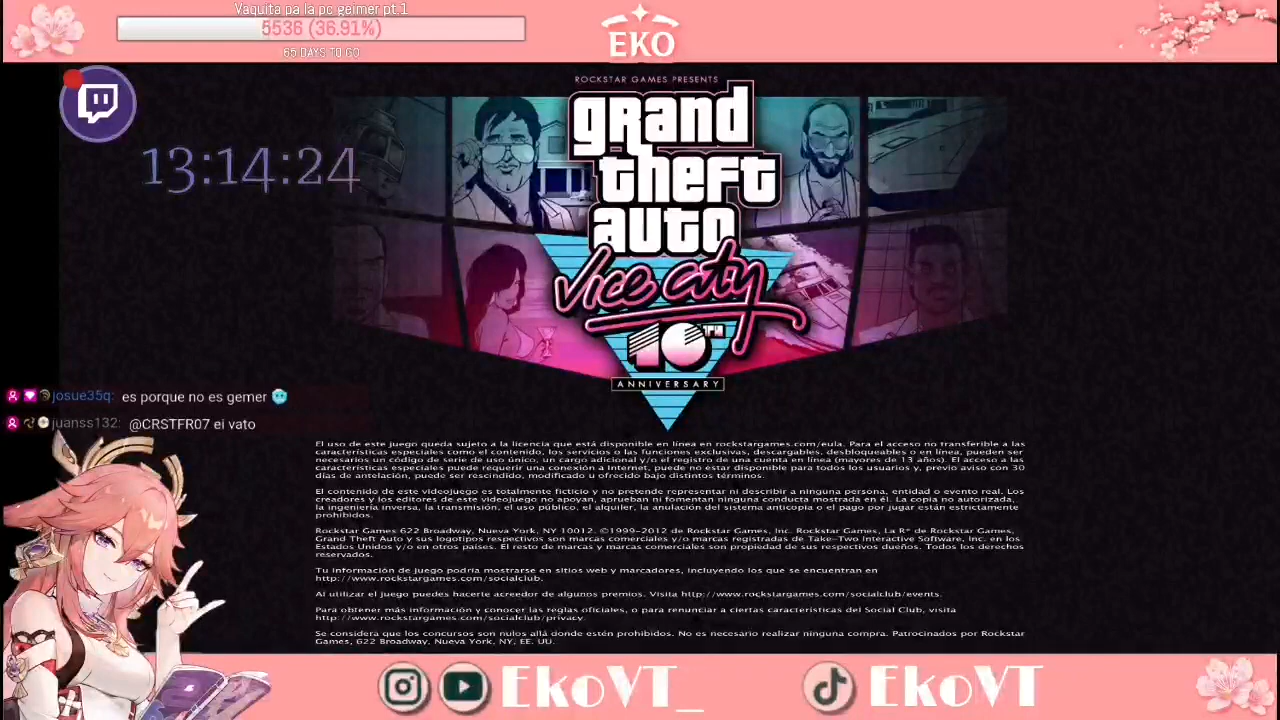 Vaquita pa la pc geimer pt 1
5536 (36.91%)
65 DAYS TO GO
EKO
13:14:24
ROCKSTAR GAMES PRESENTS
grand
theft
auto
Vice City
10TH
ANNIVERSARY
josue35q: es porque no es gemer
juanss132: @CRSTFR07 ei vato
El uso de este juego queda sujeto a la licencia que está disponible en línea en rockstargames.com/eula. Para el acceso no transferible a las
características especiales como el contenido, los servicios o las funciones exclusivas, descargables, desbloqueables o en línea, pueden ser
necesarios un código de serie de uso único, un cargo adicional y/o el registro de una cuenta en línea (mayores de 13 años). El acceso a las
características especiales puede requerir una conexión a Internet, puede no estar disponible para todos los usuarios y, previo aviso con 30
días de antelación, puede ser rescindido, modificado u ofrecido bajo distintos términos.
El contenido de este videojuego es totalmente ficticio y no pretende representar ni describir a ninguna persona, entidad o evento real. Los
creadores y los editores de este videojuego no apoyan, aprueban ni fomentan ninguna conducta mostrada en él. La copia no autorizada,
la ingeniería inversa, la transmisión, el uso público, el alquiler, la anulación del sistema anticopia o el pago por jugar están estrictamente
prohibidos.
Rockstar Games 622 Broadway, Nueva York, NY 10012. ©1999-2012 de Rockstar Games, Inc. Rockstar Games, La R* de Rockstar Games,
Grand Theft Auto y sus logotipos respectivos son marcas comerciales y/o marcas registradas de Take-Two Interactive Software, Inc. en los
Estados Unidos y/o en otros países. El resto de marcas y marcas comerciales son propiedad de sus respectivos dueños. Todos los derechos
reservados.
Tu información de juego podría mostrarse en sitios web y marcadores, incluyendo los que se encuentran en
http://www.rockstargames.com/socialclub.
Al utilizar el juego puedes hacerte acreedor de algunos premios. Visita http://www.rockstargames.com/socialclub/events.
Para obtener más información y conocer las reglas oficiales, o para renunciar a ciertas características del Social Club, visita
http://www.rockstargames.com/socialclub/privacy.
Se considera que los concursos son nulos allá donde estén prohibidos. No es necesario realizar ninguna compra. Patrocinados por Rockstar
Games, 622 Broadway, Nueva York, NY, EE. UU.
EkoVT_
EkoVT